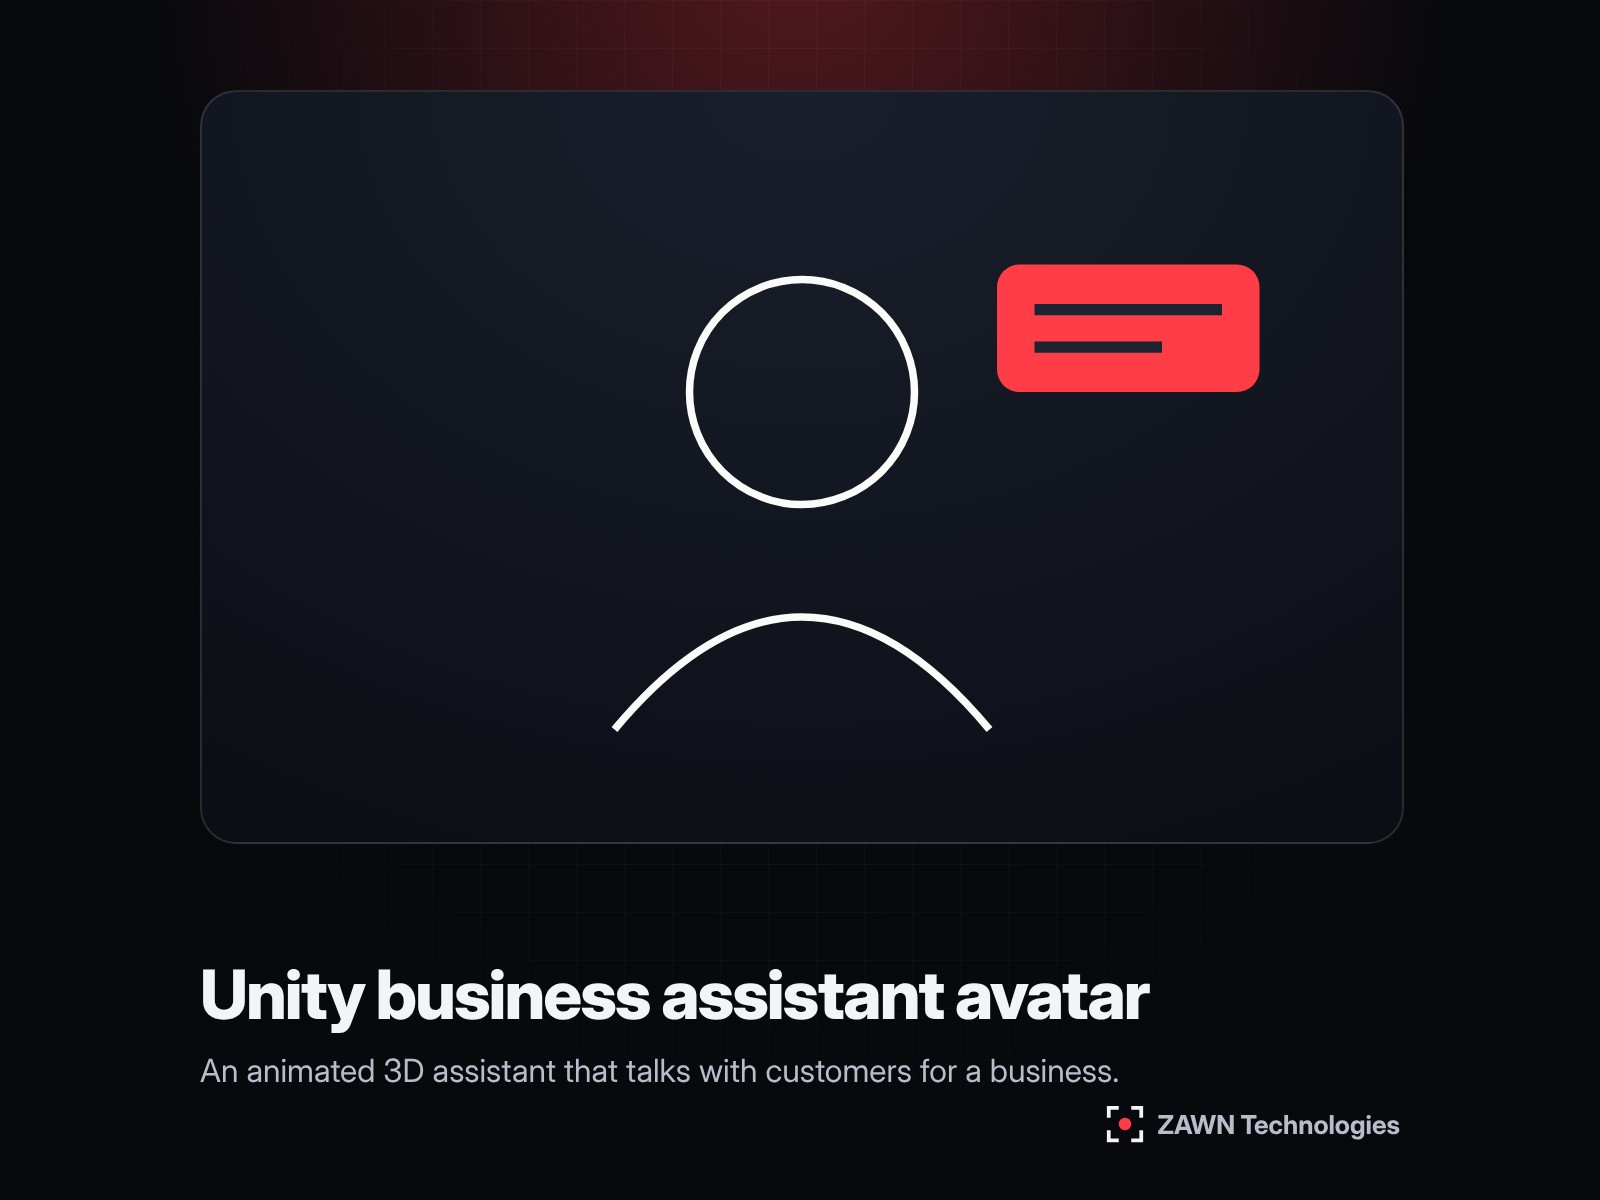 Unity business assistant avatar
An animated 3D assistant that talks with customers for a business.
ZAWN Technologies